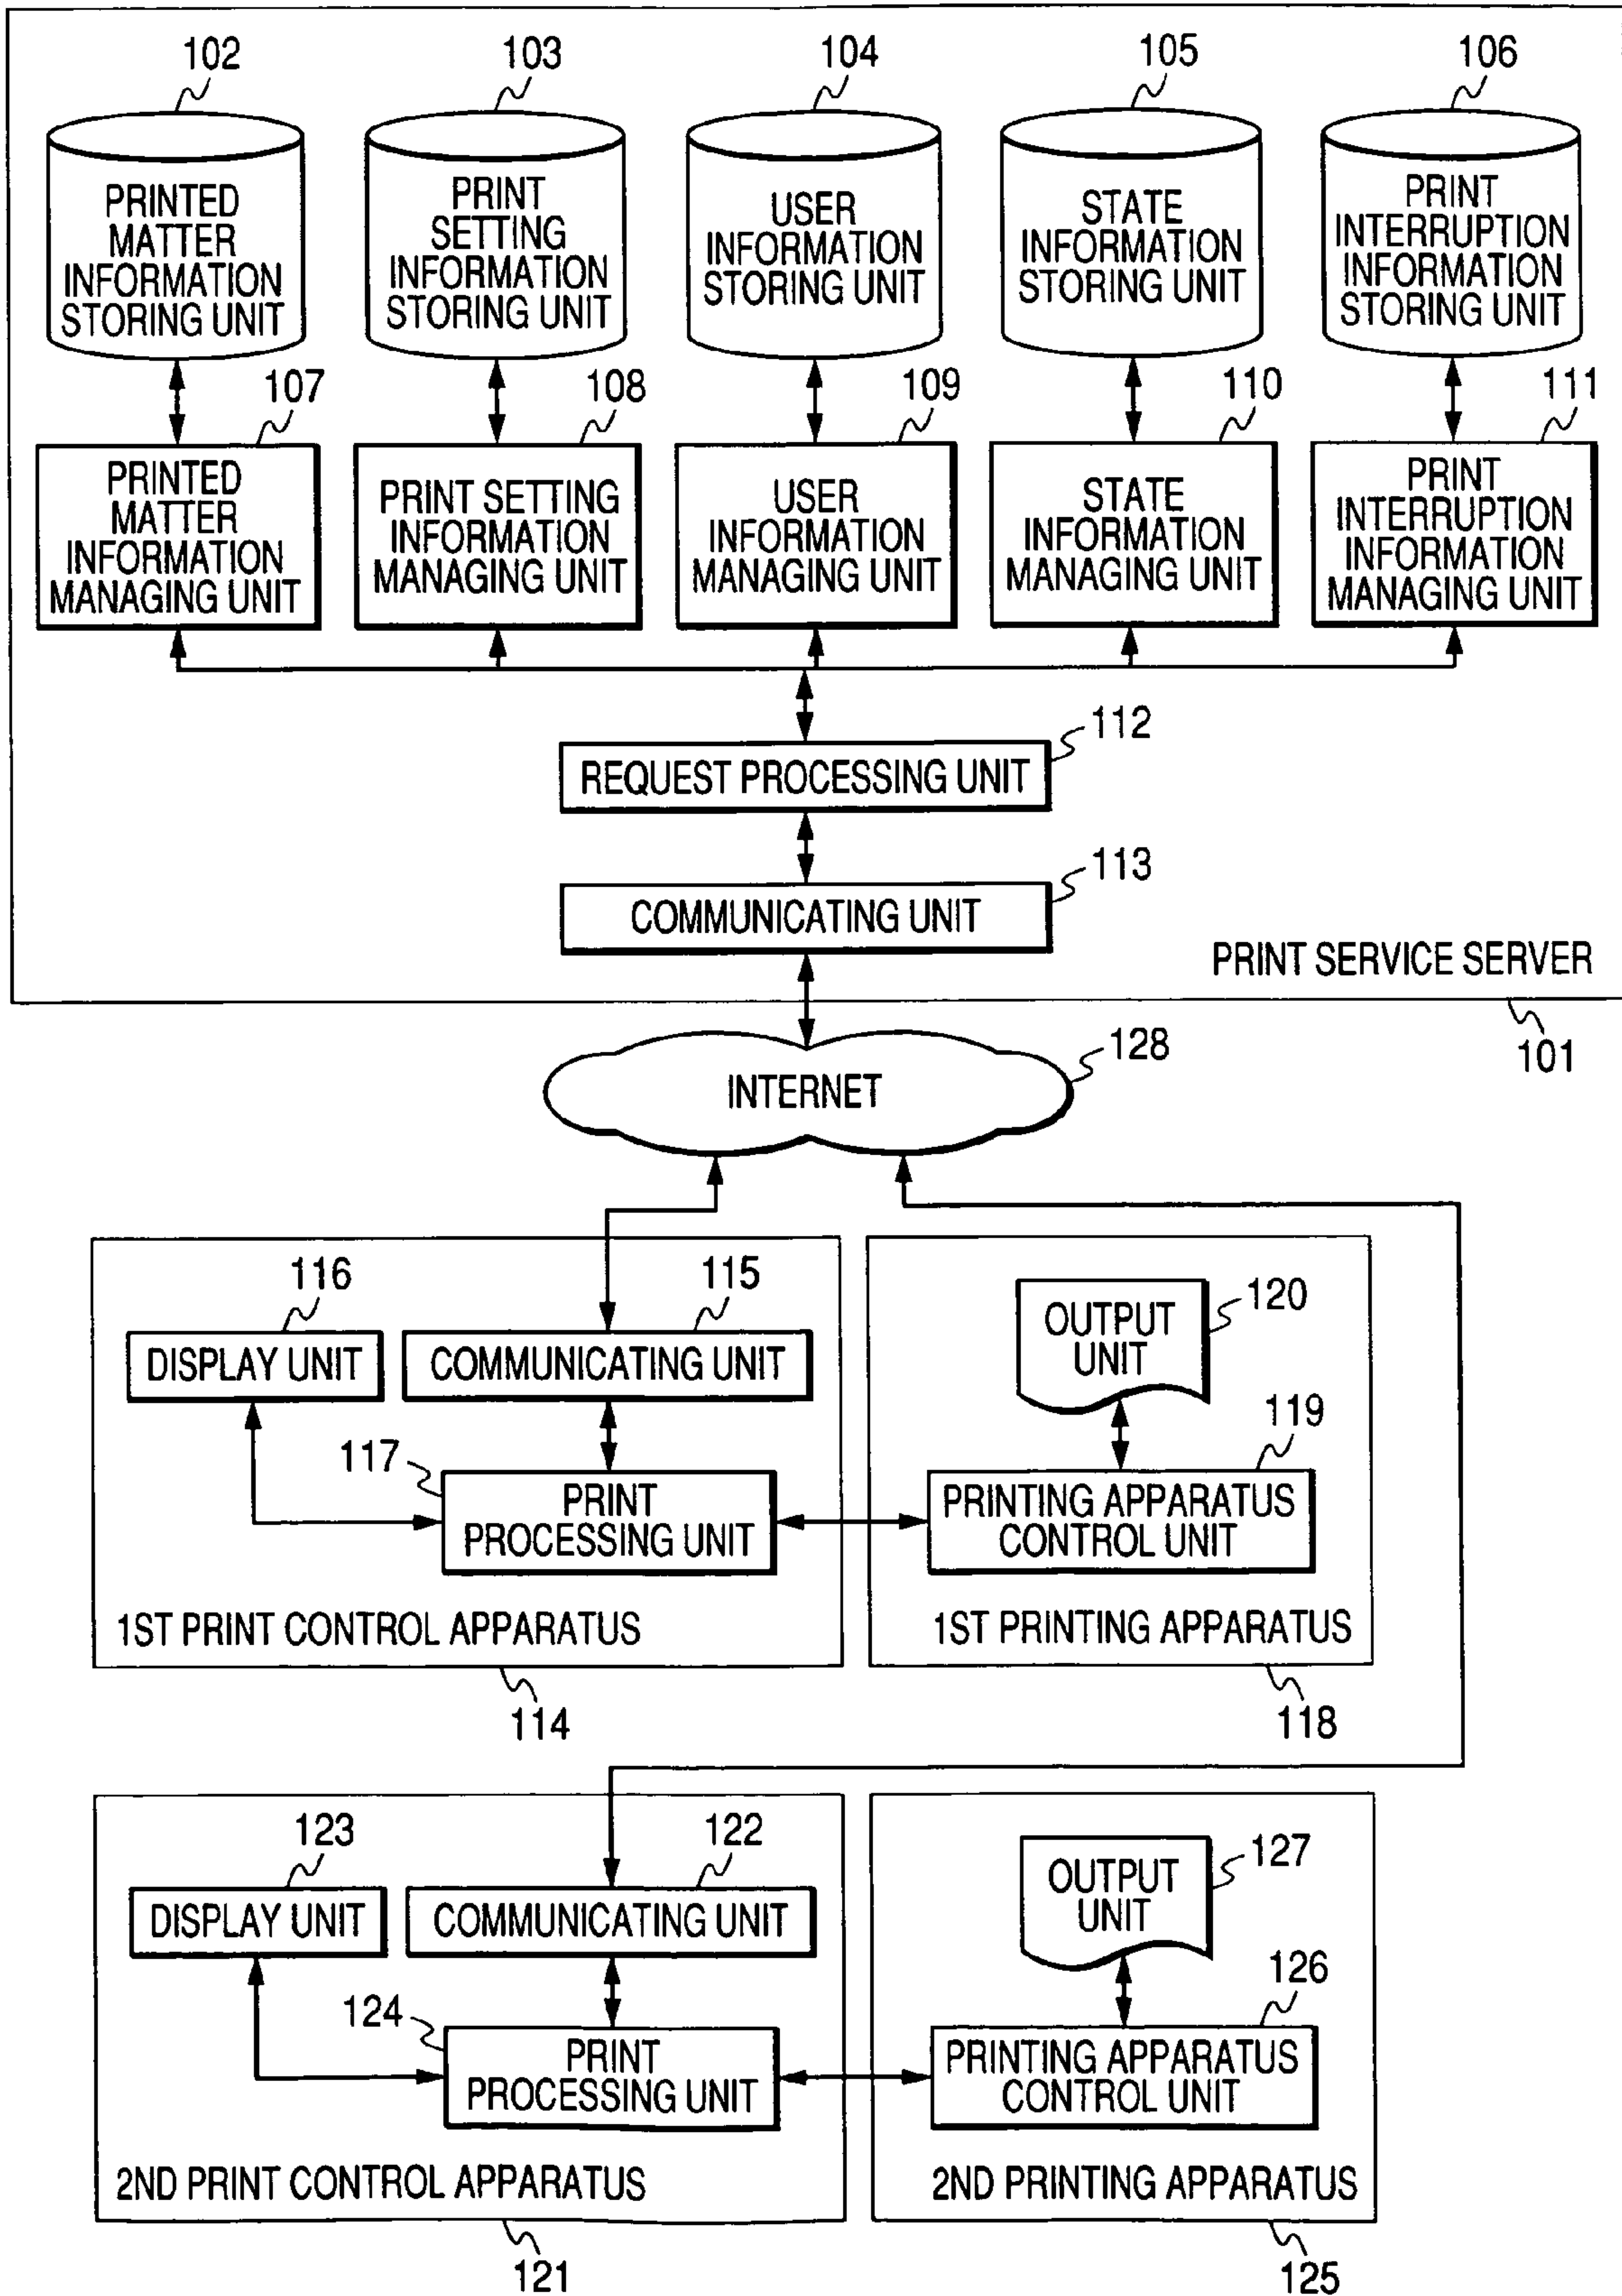 102
103
104
105
106
PRINTED
MATTER
INFORMATION
STORING UNIT
PRINT
SETTING
INFORMATION
STORING UNIT
USER
INFORMATION
STORING UNIT
STATE
INFORMATION
STORING UNIT
PRINT
INTERRUPTION
INFORMATION
STORING UNIT
107
108
109
110
111
PRINTED
MATTER
INFORMATION
MANAGING UNIT
PRINT SETTING
INFORMATION
MANAGING UNIT
USER
INFORMATION
MANAGING UNIT
STATE
INFORMATION
MANAGING UNIT
PRINT
INTERRUPTION
INFORMATION
MANAGING UNIT
112
REQUEST PROCESSING UNIT
113
COMMUNICATING UNIT
PRINT SERVICE SERVER
101
128
INTERNET
116
115
DISPLAY UNIT
COMMUNICATING UNIT
117
PRINT
PROCESSING UNIT
1ST PRINT CONTROL APPARATUS
114
OUTPUT
UNIT
120
119
PRINTING APPARATUS
CONTROL UNIT
1ST PRINTING APPARATUS
118
123
122
DISPLAY UNIT
COMMUNICATING UNIT
124
PRINT
PROCESSING UNIT
2ND PRINT CONTROL APPARATUS
121
OUTPUT
UNIT
127
126
PRINTING APPARATUS
CONTROL UNIT
2ND PRINTING APPARATUS
125